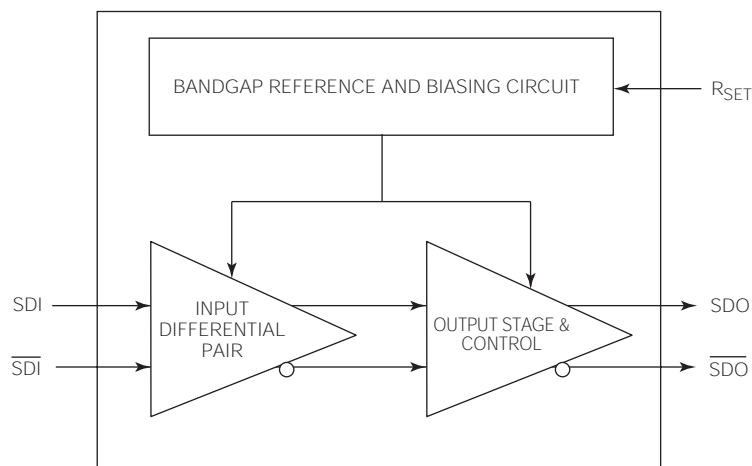 BANDGAP REFERENCE AND BIASING CIRCUIT
RSET
SDI
SDI
INPUT
DIFFERENTIAL
PAIR
OUTPUT STAGE &
CONTROL
SDO
SDO